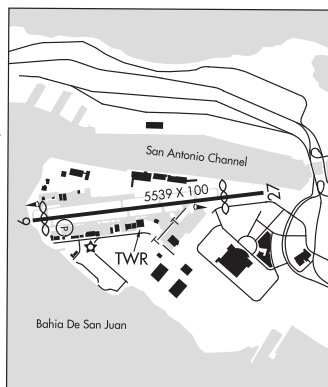 San Antonio Channel
5539 X 100
9
27
P
TWR
Bahia De San Juan